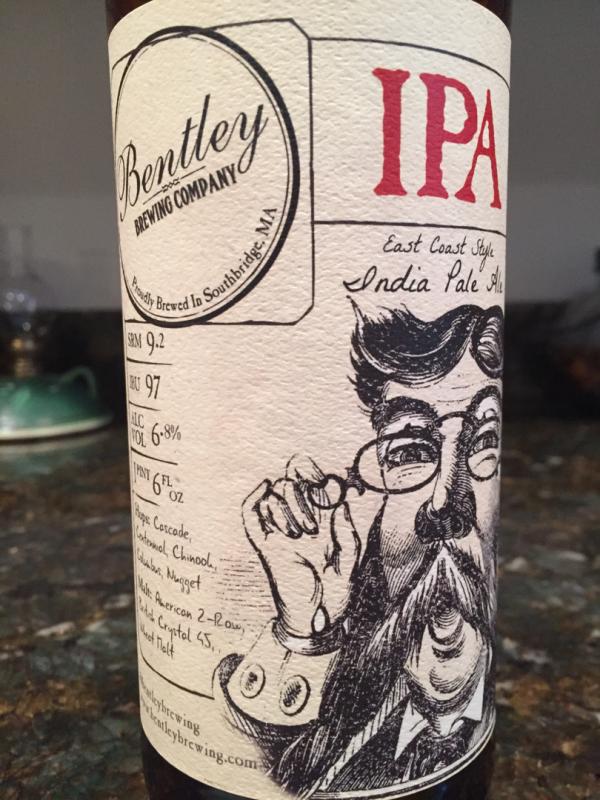 Bentley
BREWING COMPANY
Proudly Brewed In Southbridge, MA
IPA
East Coast Style
India Pale Ale
SRM 9.2
IBU 97
ALC
VOL 6.8%
1 PINT 6 FL
OZ
Hops: Cascade,
Centennial, Chinook,
Columbus, Nugget
Malt: American 2-Row,
British Crystal 45,
Wheat Malt
bentleybrewing
www.bentleybrewing.com